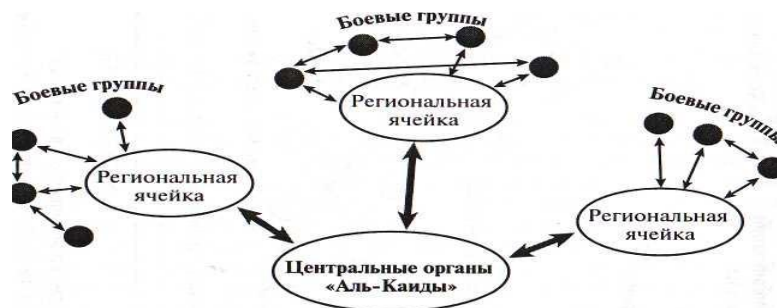 Боевые группы
Региональная
ячейка
Боевые группы
Региональная
ячейка
Боевые группы
Региональная
ячейка
Центральные органы
«Аль-Каиды»